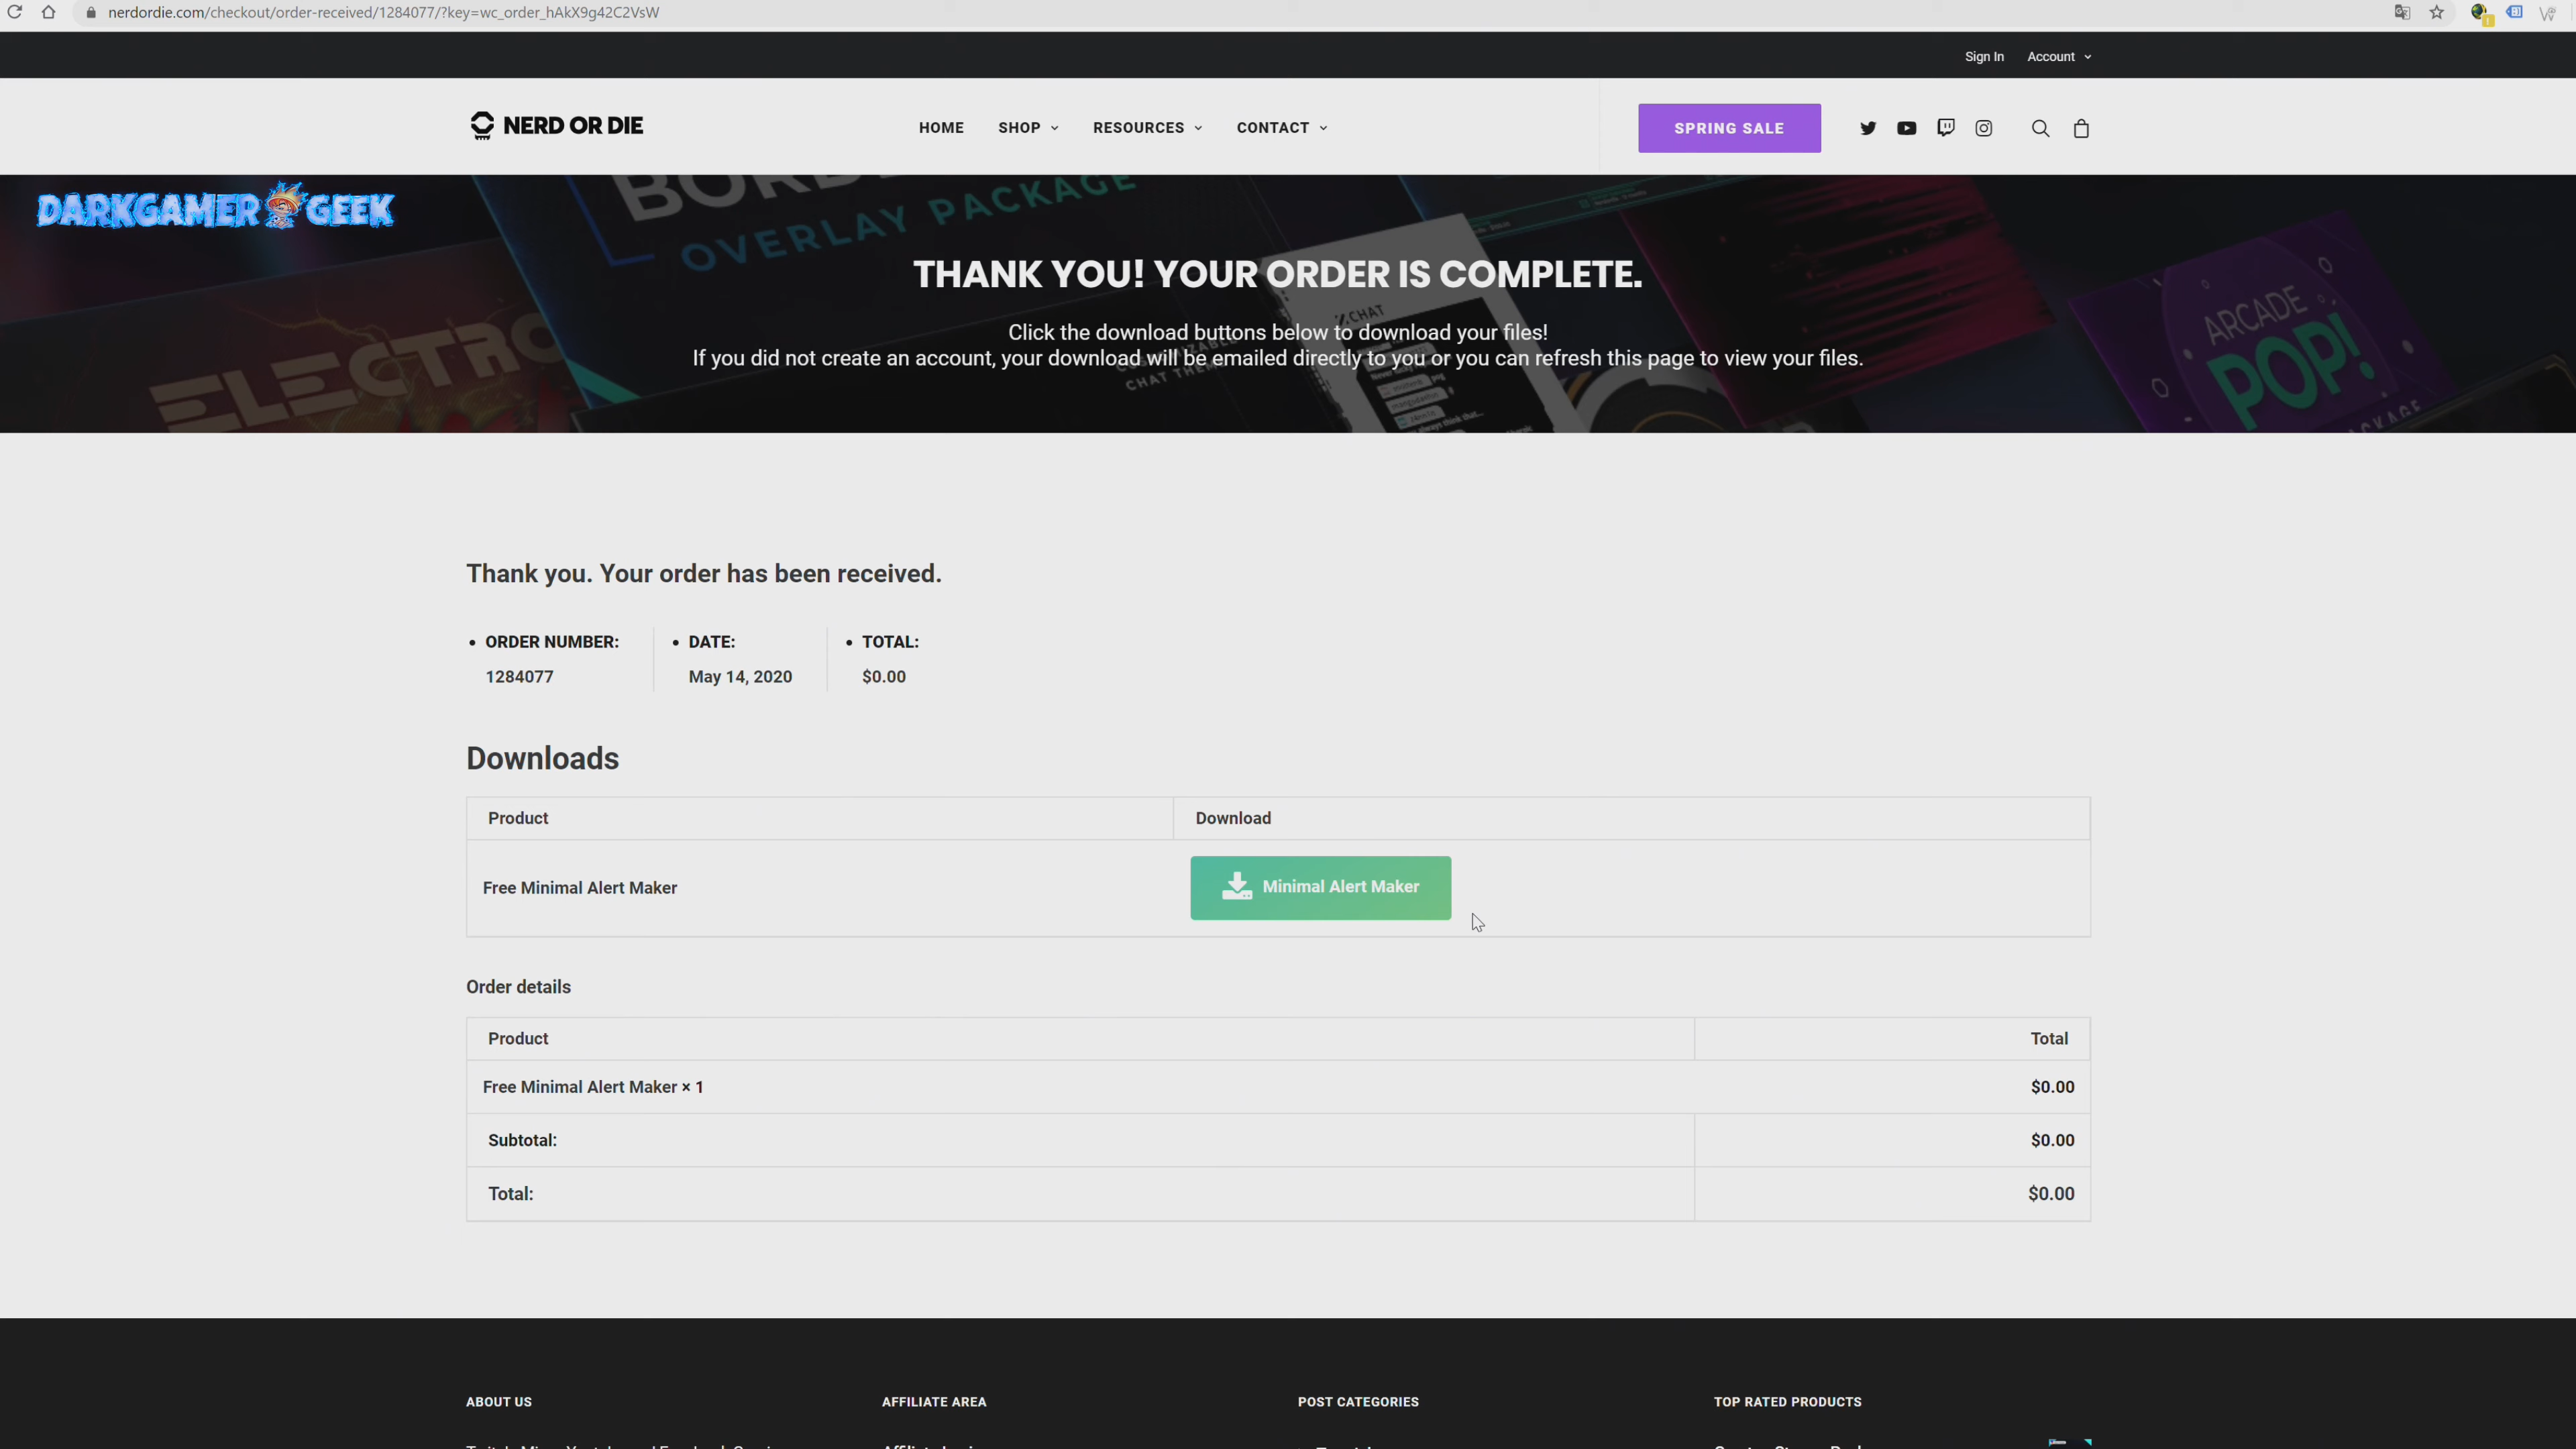 nerdordie.com/checkout/order-received/1284077/?key=wc_order_hAkX9g42C2VsW
Sign In Account
NERD OR DIE
HOME SHOP RESOURCES CONTACT
SPRING SALE
DARKGAMER GEEK
OVERLAY PACKAGE
ELECTRO
CHAT
ARCADE
POP!
THANK YOU! YOUR ORDER IS COMPLETE.
Click the download buttons below to download your files!
If you did not create an account, your download will be emailed directly to you or you can refresh this page to view your files.
Thank you. Your order has been received.
ORDER NUMBER: DATE: TOTAL:
1284077 May 14, 2020 $0.00
Downloads
Product Download
Free Minimal Alert Maker Minimal Alert Maker
Order details
Product Total
Free Minimal Alert Maker × 1 $0.00
Subtotal: $0.00
Total: $0.00
ABOUT US AFFILIATE AREA POST CATEGORIES TOP RATED PRODUCTS